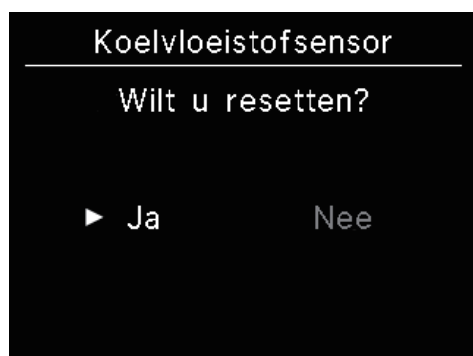 Koelvloeistofsensor
Wilt u resetten?
► Ja Nee